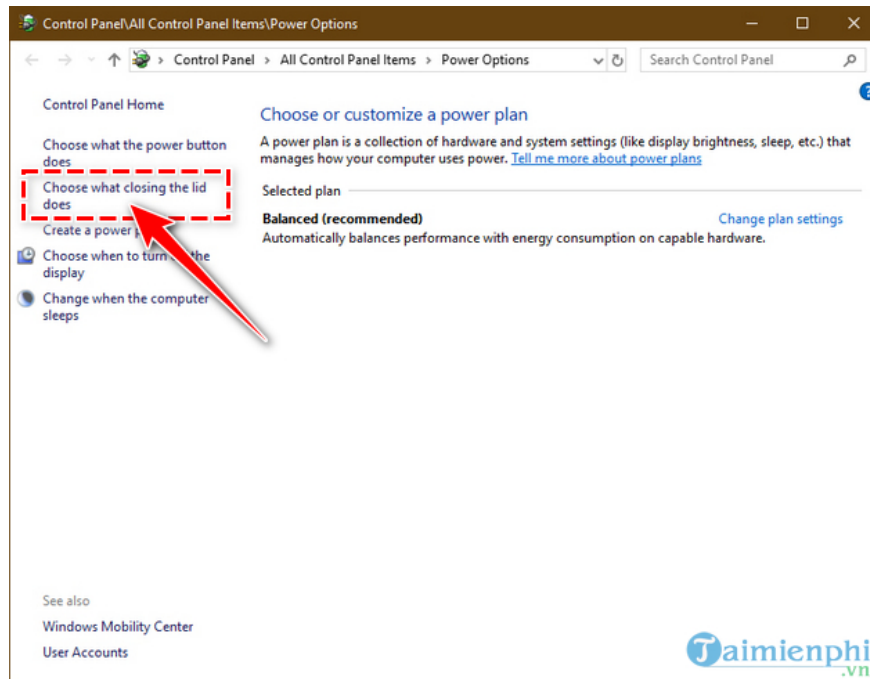 Control Panel\All Control Panel Items\Power Options
Control Panel > All Control Panel Items > Power Options
Search Control Panel
Control Panel Home
Choose what the power button
does
Choose what closing the lid
does
Create a power
Choose when to turn the
display
Change when the computer
sleeps
Choose or customize a power plan
A power plan is a collection of hardware and system settings (like display brightness, sleep, etc.) that
manages how your computer uses power. Tell me more about power plans
Selected plan
Balanced (recommended)
Change plan settings
Automatically balances performance with energy consumption on capable hardware.
See also
Windows Mobility Center
User Accounts
Taimienphi
.vn